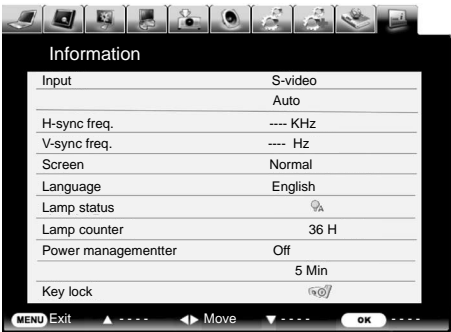 Information
Input S-video
Auto
H-sync freq. ---- KHz
V-sync freq. ---- Hz
Screen Normal
Language English
Lamp status A
Lamp counter 36 H
Power managementter Off
5 Min
Key lock
MENU Exit ▲ - - - - ◀▶ Move ▼ - - - - OK - - - -